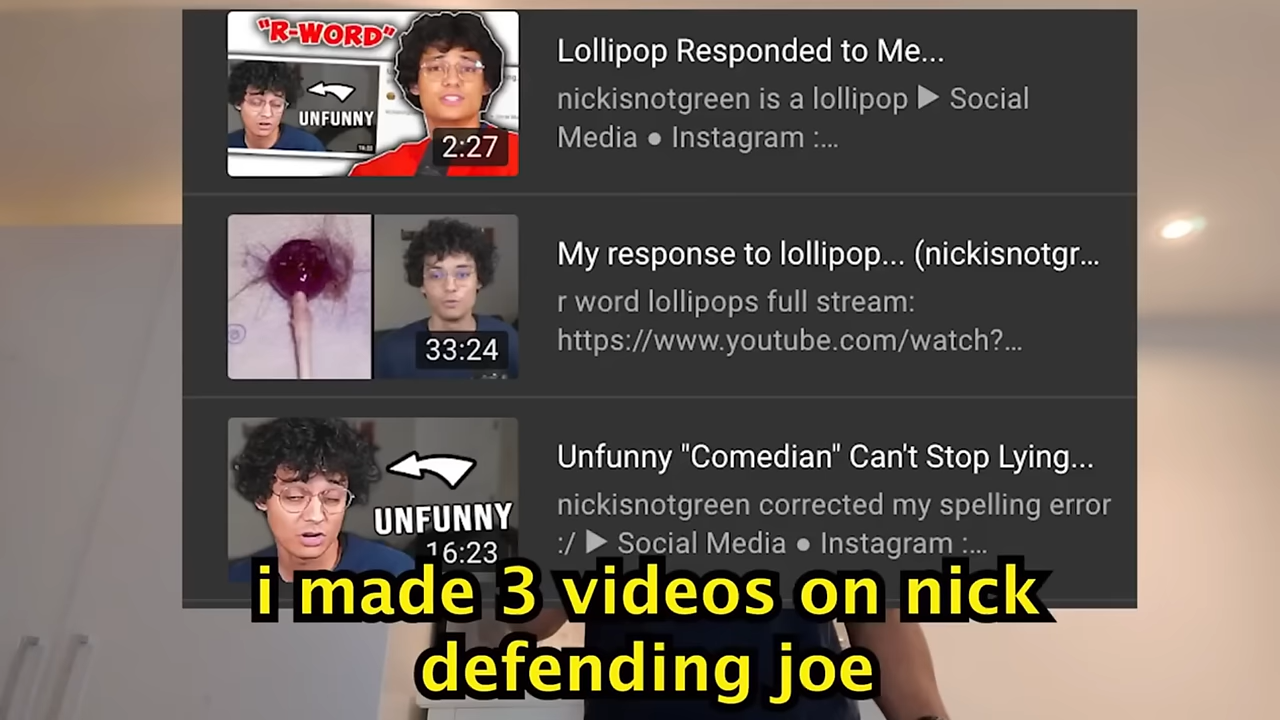 "R-WORD"
UNFUNNY
2:27
Lollipop Responded to Me...
nickisnotgreen is a lollipop ▶ Social
Media ● Instagram :...
33:24
My response to lollipop... (nickisnotgr...
r word lollipops full stream:
https://www.youtube.com/watch?...
UNFUNNY
16:23
Unfunny "Comedian" Can't Stop Lying...
nickisnotgreen corrected my spelling error
:/ ▶ Social Media ● Instagram :...
i made 3 videos on nick
defending joe